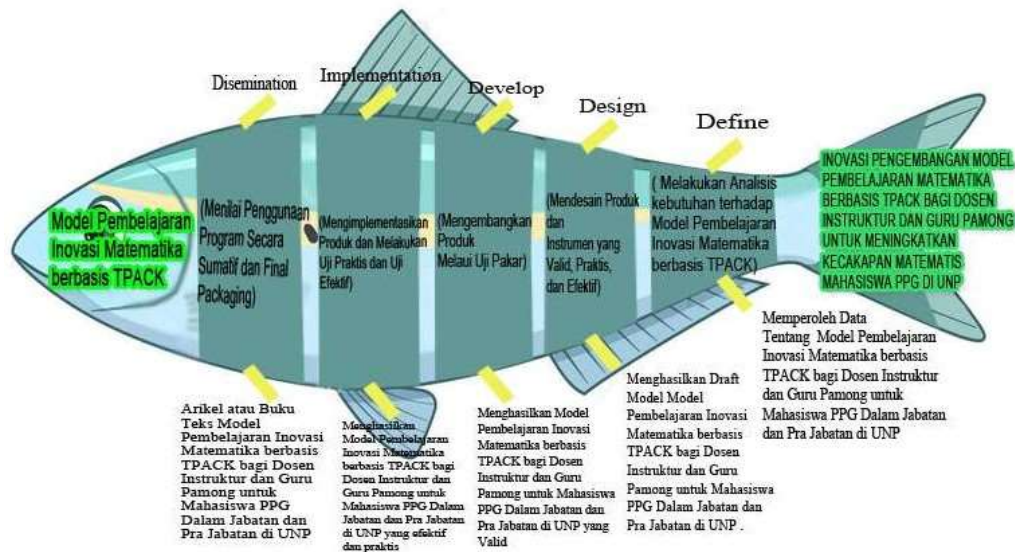 Disemination
Implementation
Develop
Design
Define
Model Pembelajaran
Inovasi Matematika
berbasis TPACK
(Menilai Penggunaan
Program Secara
Sumatif dan Final
Packaging)
(Mengimplementasikan
Produk dan Melakukan
Uji Praktis dan Uji
Efektif)
(Mengembangkan
Produk
Melaui Uji Pakar)
(Mendesain Produk
dan
Instrumen yang
Valid, Praktis,
dan Efektif)
( Melakukan Analisis
kebutuhan terhadap
Model Pembelajaran
Inovasi Matematika
berbasis TPACK)
INOVASI PENGEMBANGAN MODEL
PEMBELAJARAN MATEMATIKA
BERBASIS TPACK BAGI DOSEN
INSTRUKTUR DAN GURU PAMONG
UNTUK MENINGKATKAN
KECAKAPAN MATEMATIS
MAHASISWA PPG DI UNP
Arikel atau Buku
Teks Model
Pembelajaran Inovasi
Matematika berbasis
TPACK bagi Dosen
Instruktur dan Guru
Pamong untuk
Mahasiswa PPG
Dalam Jabatan dan
Pra Jabatan di UNP
Menghasilkan
Model Pembelajaran
Inovasi Matematika
berbasis TPACK bagi
Dosen Instruktur dan
Guru Pamong untuk
Mahasiswa PPG Dalam
Jabatan dan Pra Jabatan
di UNP yang efektif
dan praktis
Menghasilkan Model
Pembelajaran Inovasi
Matematika berbasis
TPACK bagi Dosen
Instruktur dan Guru
Pamong untuk Mahasiswa
PPG Dalam Jabatan dan
Pra Jabatan di UNP yang
Valid
Menghasilkan Draft
Model Model
Pembelajaran Inovasi
Matematika berbasis
TPACK bagi Dosen
Instruktur dan Guru
Pamong untuk Mahasiswa
PPG Dalam Jabatan dan
Pra Jabatan di UNP .
Memperoleh Data
Tentang Model Pembelajaran
Inovasi Matematika berbasis
TPACK bagi Dosen Instruktur
dan Guru Pamong untuk
Mahasiswa PPG Dalam Jabatan
dan Pra Jabatan di UNP